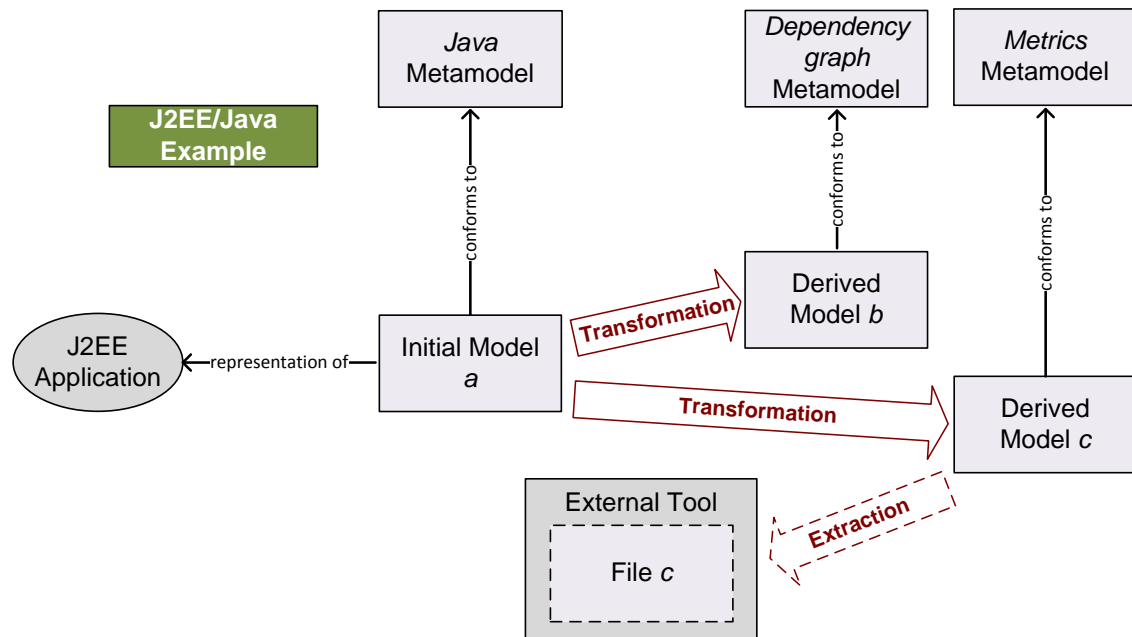 Java
Metamodel
Dependency
graph
Metamodel
Metrics
Metamodel
J2EE/Java
Example
conforms to
conforms to
conforms to
J2EE
Application
representation of
Initial Model
a
Transformation
Derived
Model b
Transformation
Derived
Model c
External Tool
File c
Extraction